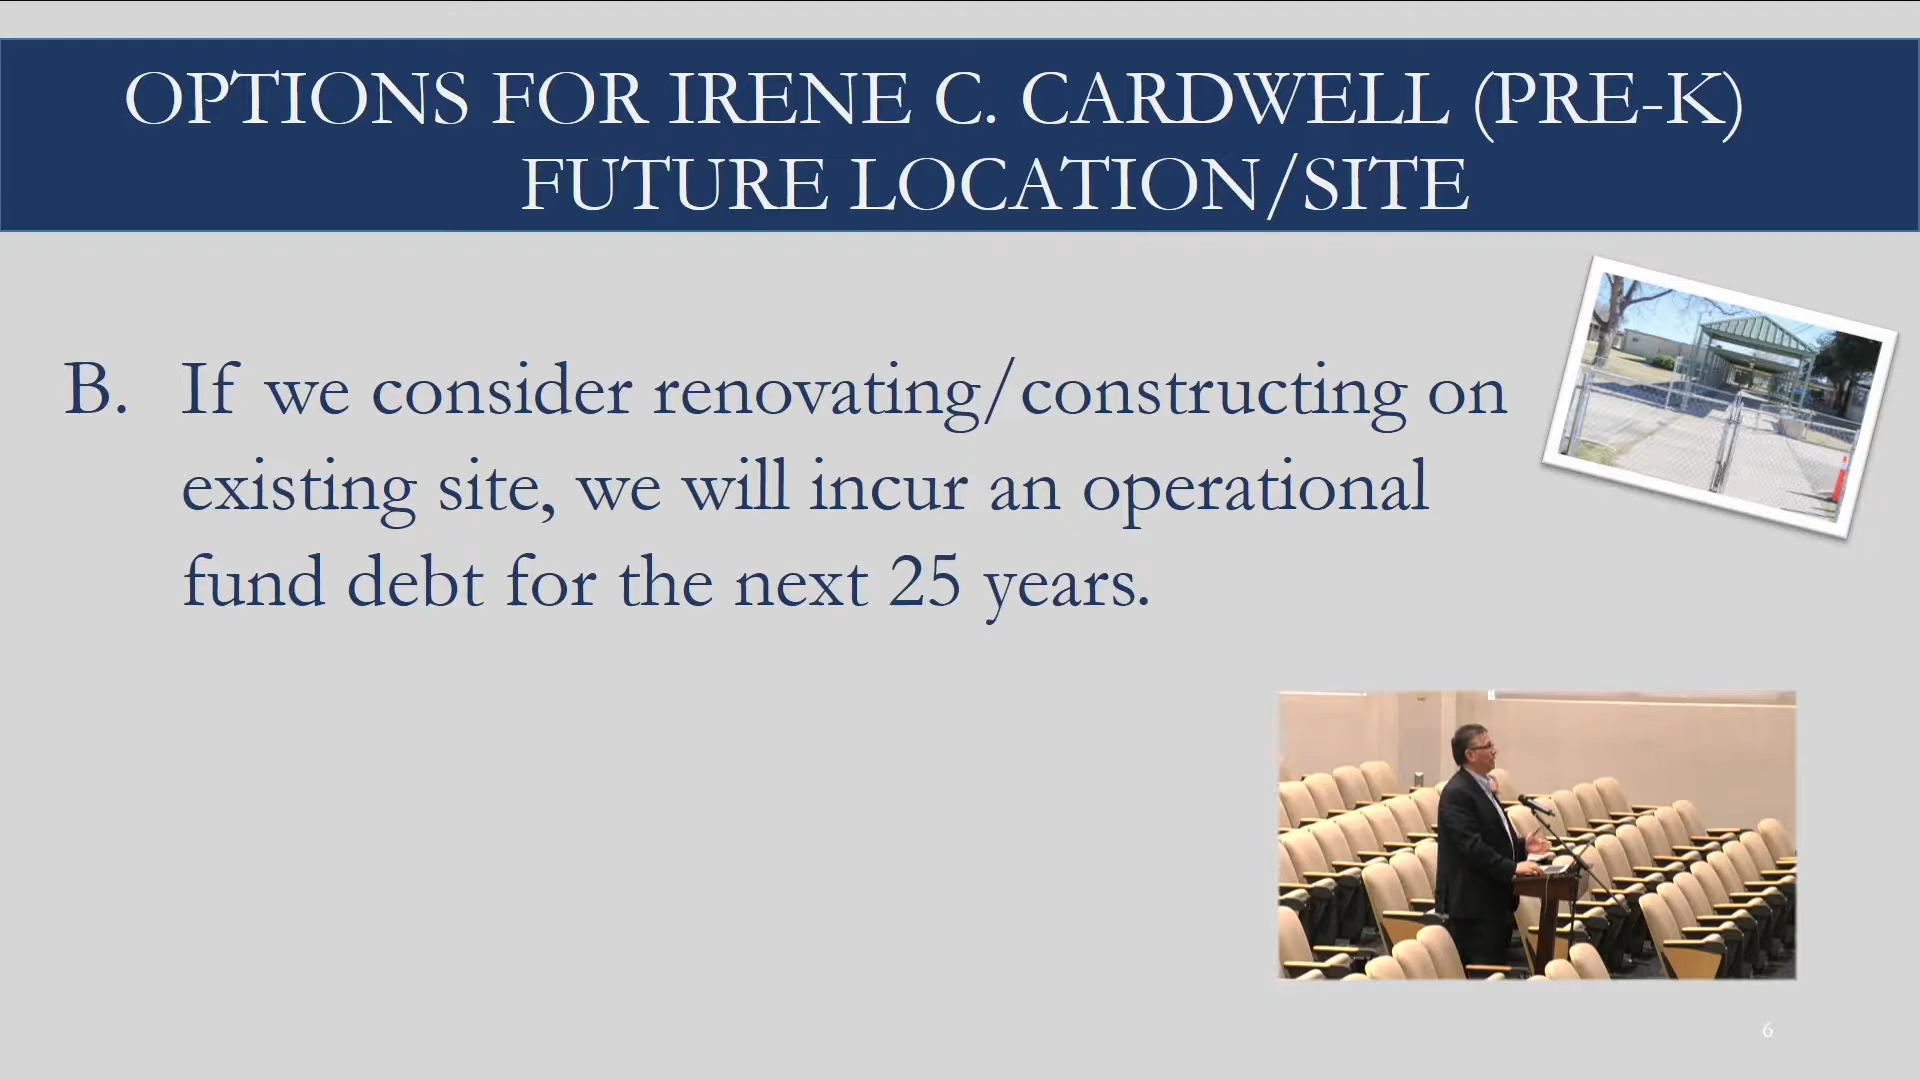 OPTIONS FOR IRENE C. CARDWELL (PRE-K)
FUTURE LOCATION/SITE
B. If we consider renovating/constructing on
existing site, we will incur an operational
fund debt for the next 25 years.
6